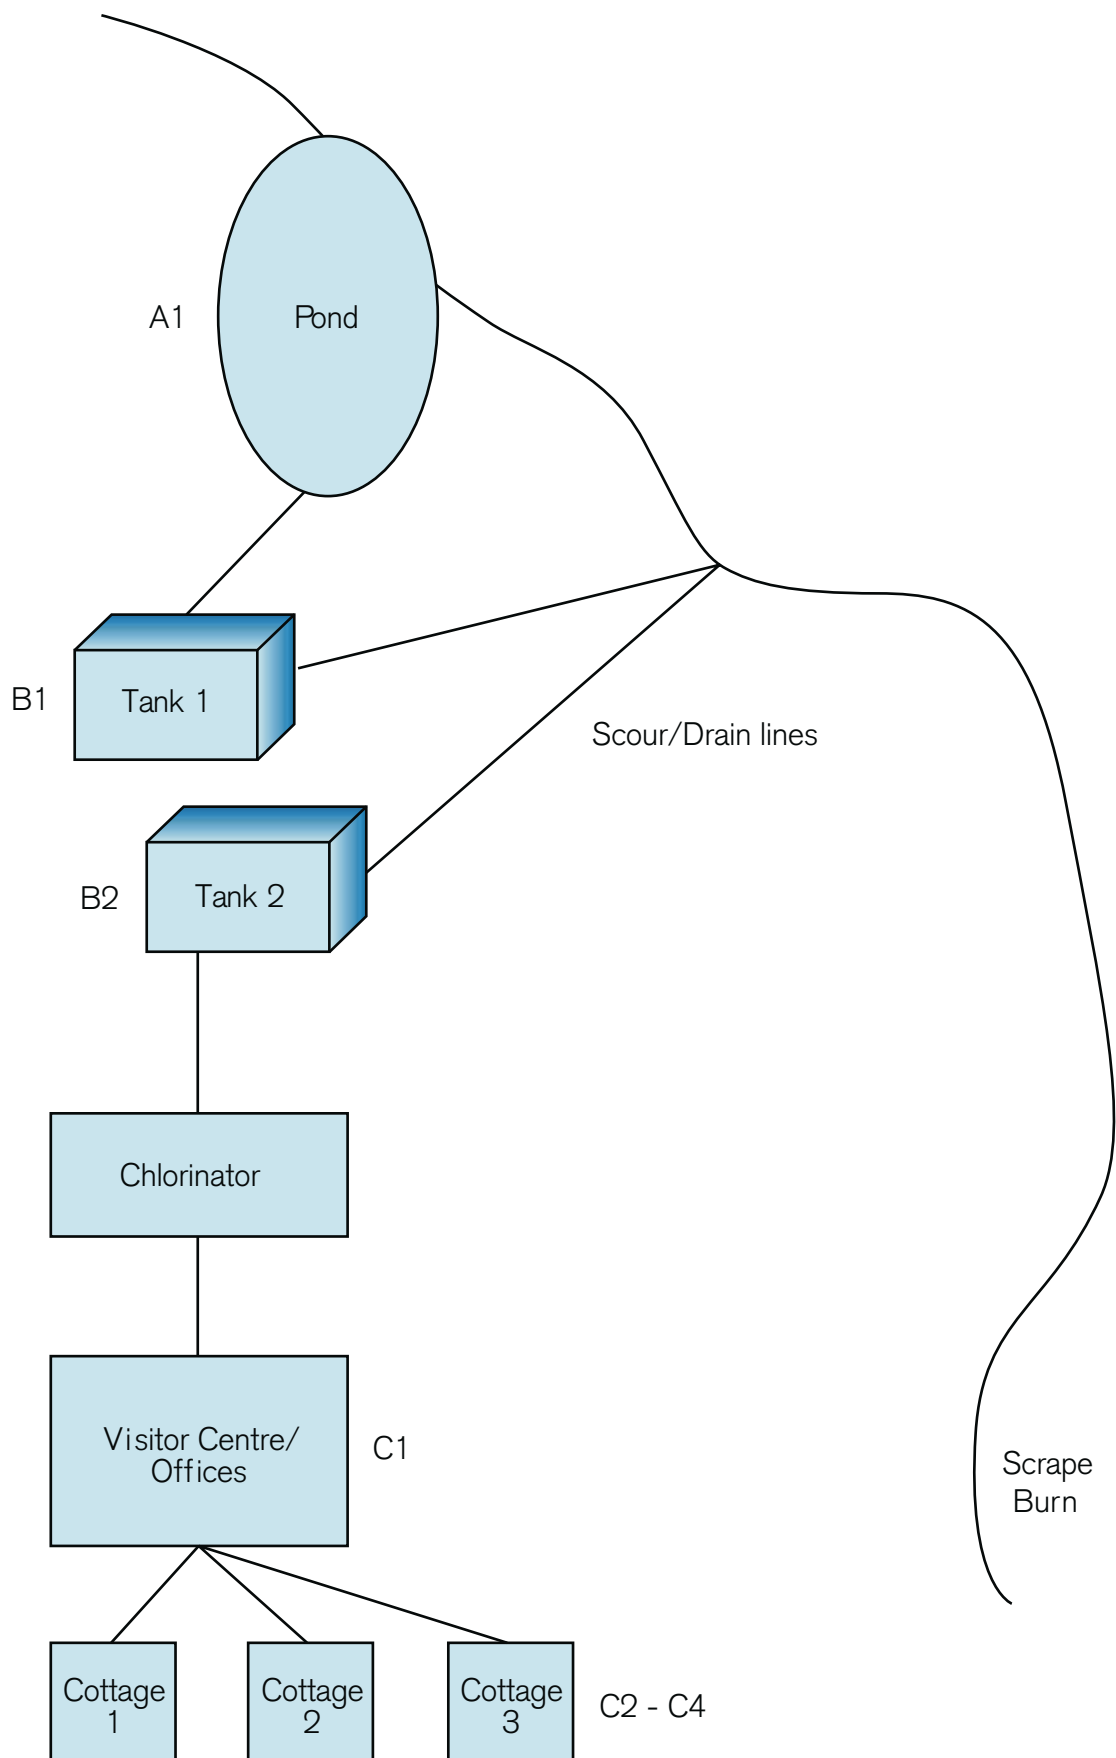 A1
Pond
B1
Tank 1
Scour/Drain lines
B2
Tank 2
Chlorinator
Visitor Centre/
Offices
C1
Scrape
Burn
Cottage
1
Cottage
2
Cottage
3
C2 - C4